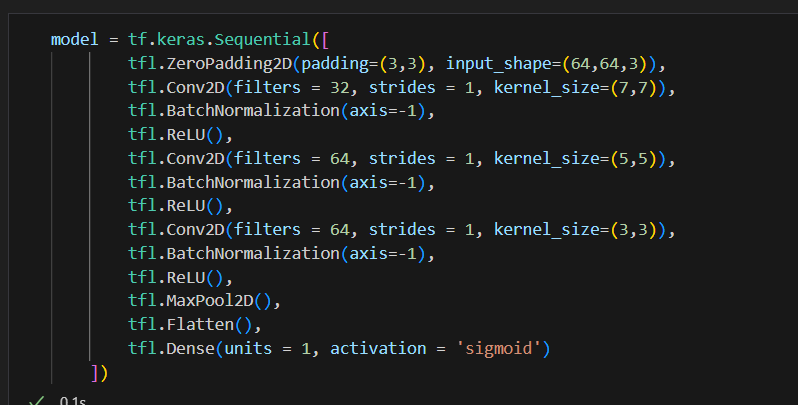 model = tf.keras.Sequential([
tfl.ZeroPadding2D(padding=(3,3), input_shape=(64,64,3)),
tfl.Conv2D(filters = 32, strides = 1, kernel_size=(7,7)),
tfl.BatchNormalization(axis=-1),
tfl.ReLU(),
tfl.Conv2D(filters = 64, strides = 1, kernel_size=(5,5)),
tfl.BatchNormalization(axis=-1),
tfl.ReLU(),
tfl.Conv2D(filters = 64, strides = 1, kernel_size=(3,3)),
tfl.BatchNormalization(axis=-1),
tfl.ReLU(),
tfl.MaxPool2D(),
tfl.Flatten(),
tfl.Dense(units = 1, activation = 'sigmoid')
])
0.1s